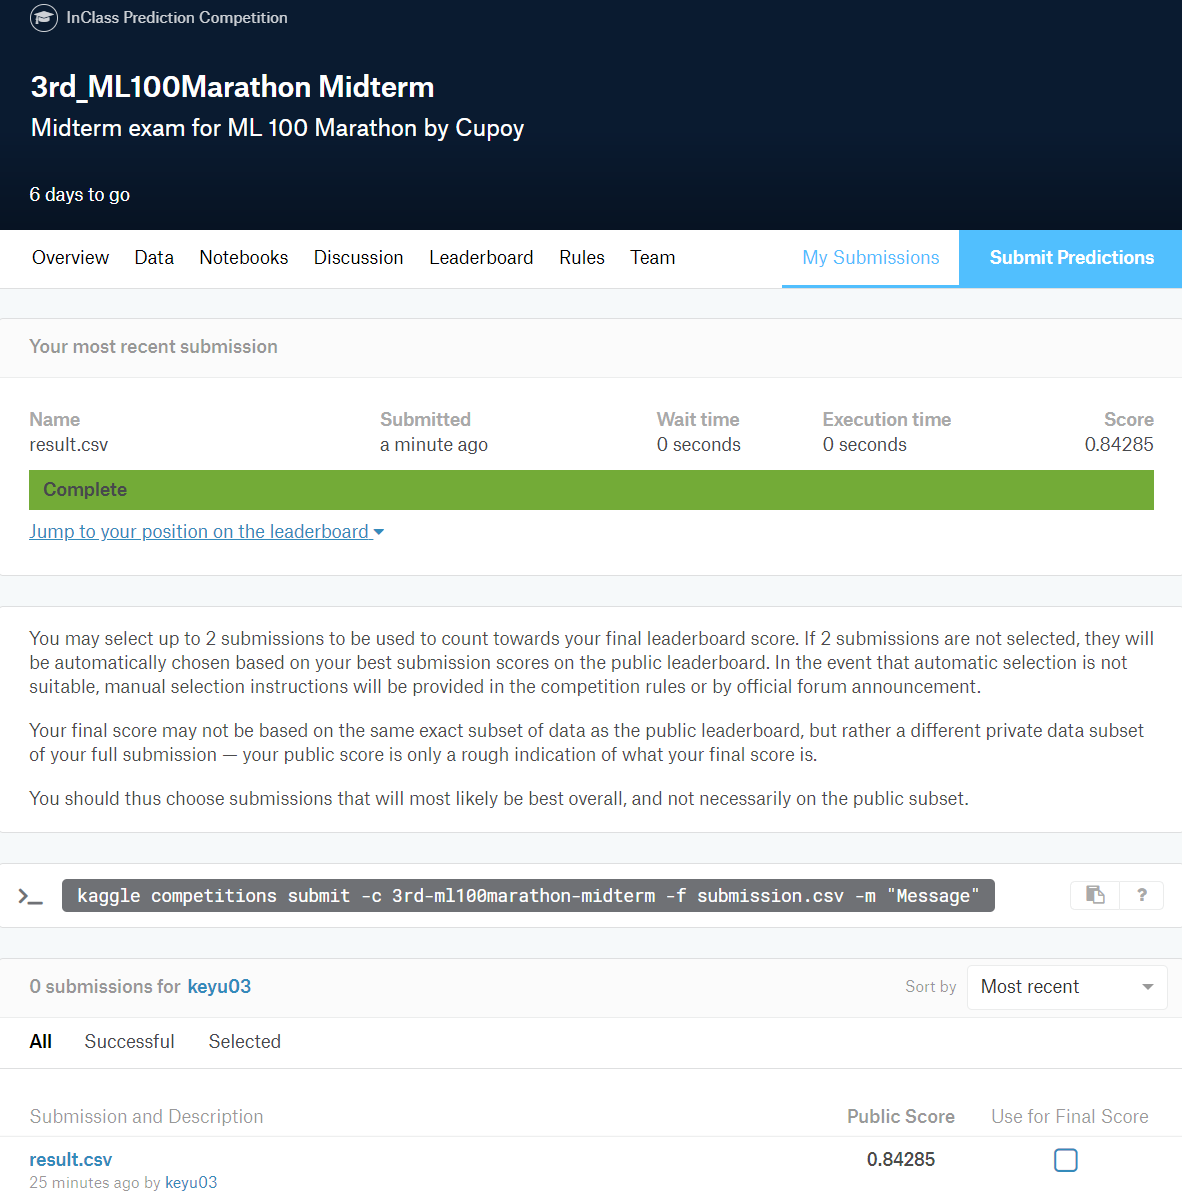 InClass Prediction Competition
3rd_ML100Marathon Midterm
Midterm exam for ML 100 Marathon by Cupoy
6 days to go
Overview Data Notebooks Discussion Leaderboard Rules Team My Submissions Submit Predictions
Your most recent submission
Name Submitted Wait time Execution time Score
result.csv a minute ago 0 seconds 0 seconds 0.84285
Complete
Jump to your position on the leaderboard
You may select up to 2 submissions to be used to count towards your final leaderboard score. If 2 submissions are not selected, they will
be automatically chosen based on your best submission scores on the public leaderboard. In the event that automatic selection is not
suitable, manual selection instructions will be provided in the competition rules or by official forum announcement.
Your final score may not be based on the same exact subset of data as the public leaderboard, but rather a different private data subset
of your full submission — your public score is only a rough indication of what your final score is.
You should thus choose submissions that will most likely be best overall, and not necessarily on the public subset.
>_ kaggle competitions submit -c 3rd-ml100marathon-midterm -f submission.csv -m "Message" ?
0 submissions for keyu03 Sort by Most recent
All Successful Selected
Submission and Description Public Score Use for Final Score
result.csv 0.84285
25 minutes ago by keyu03